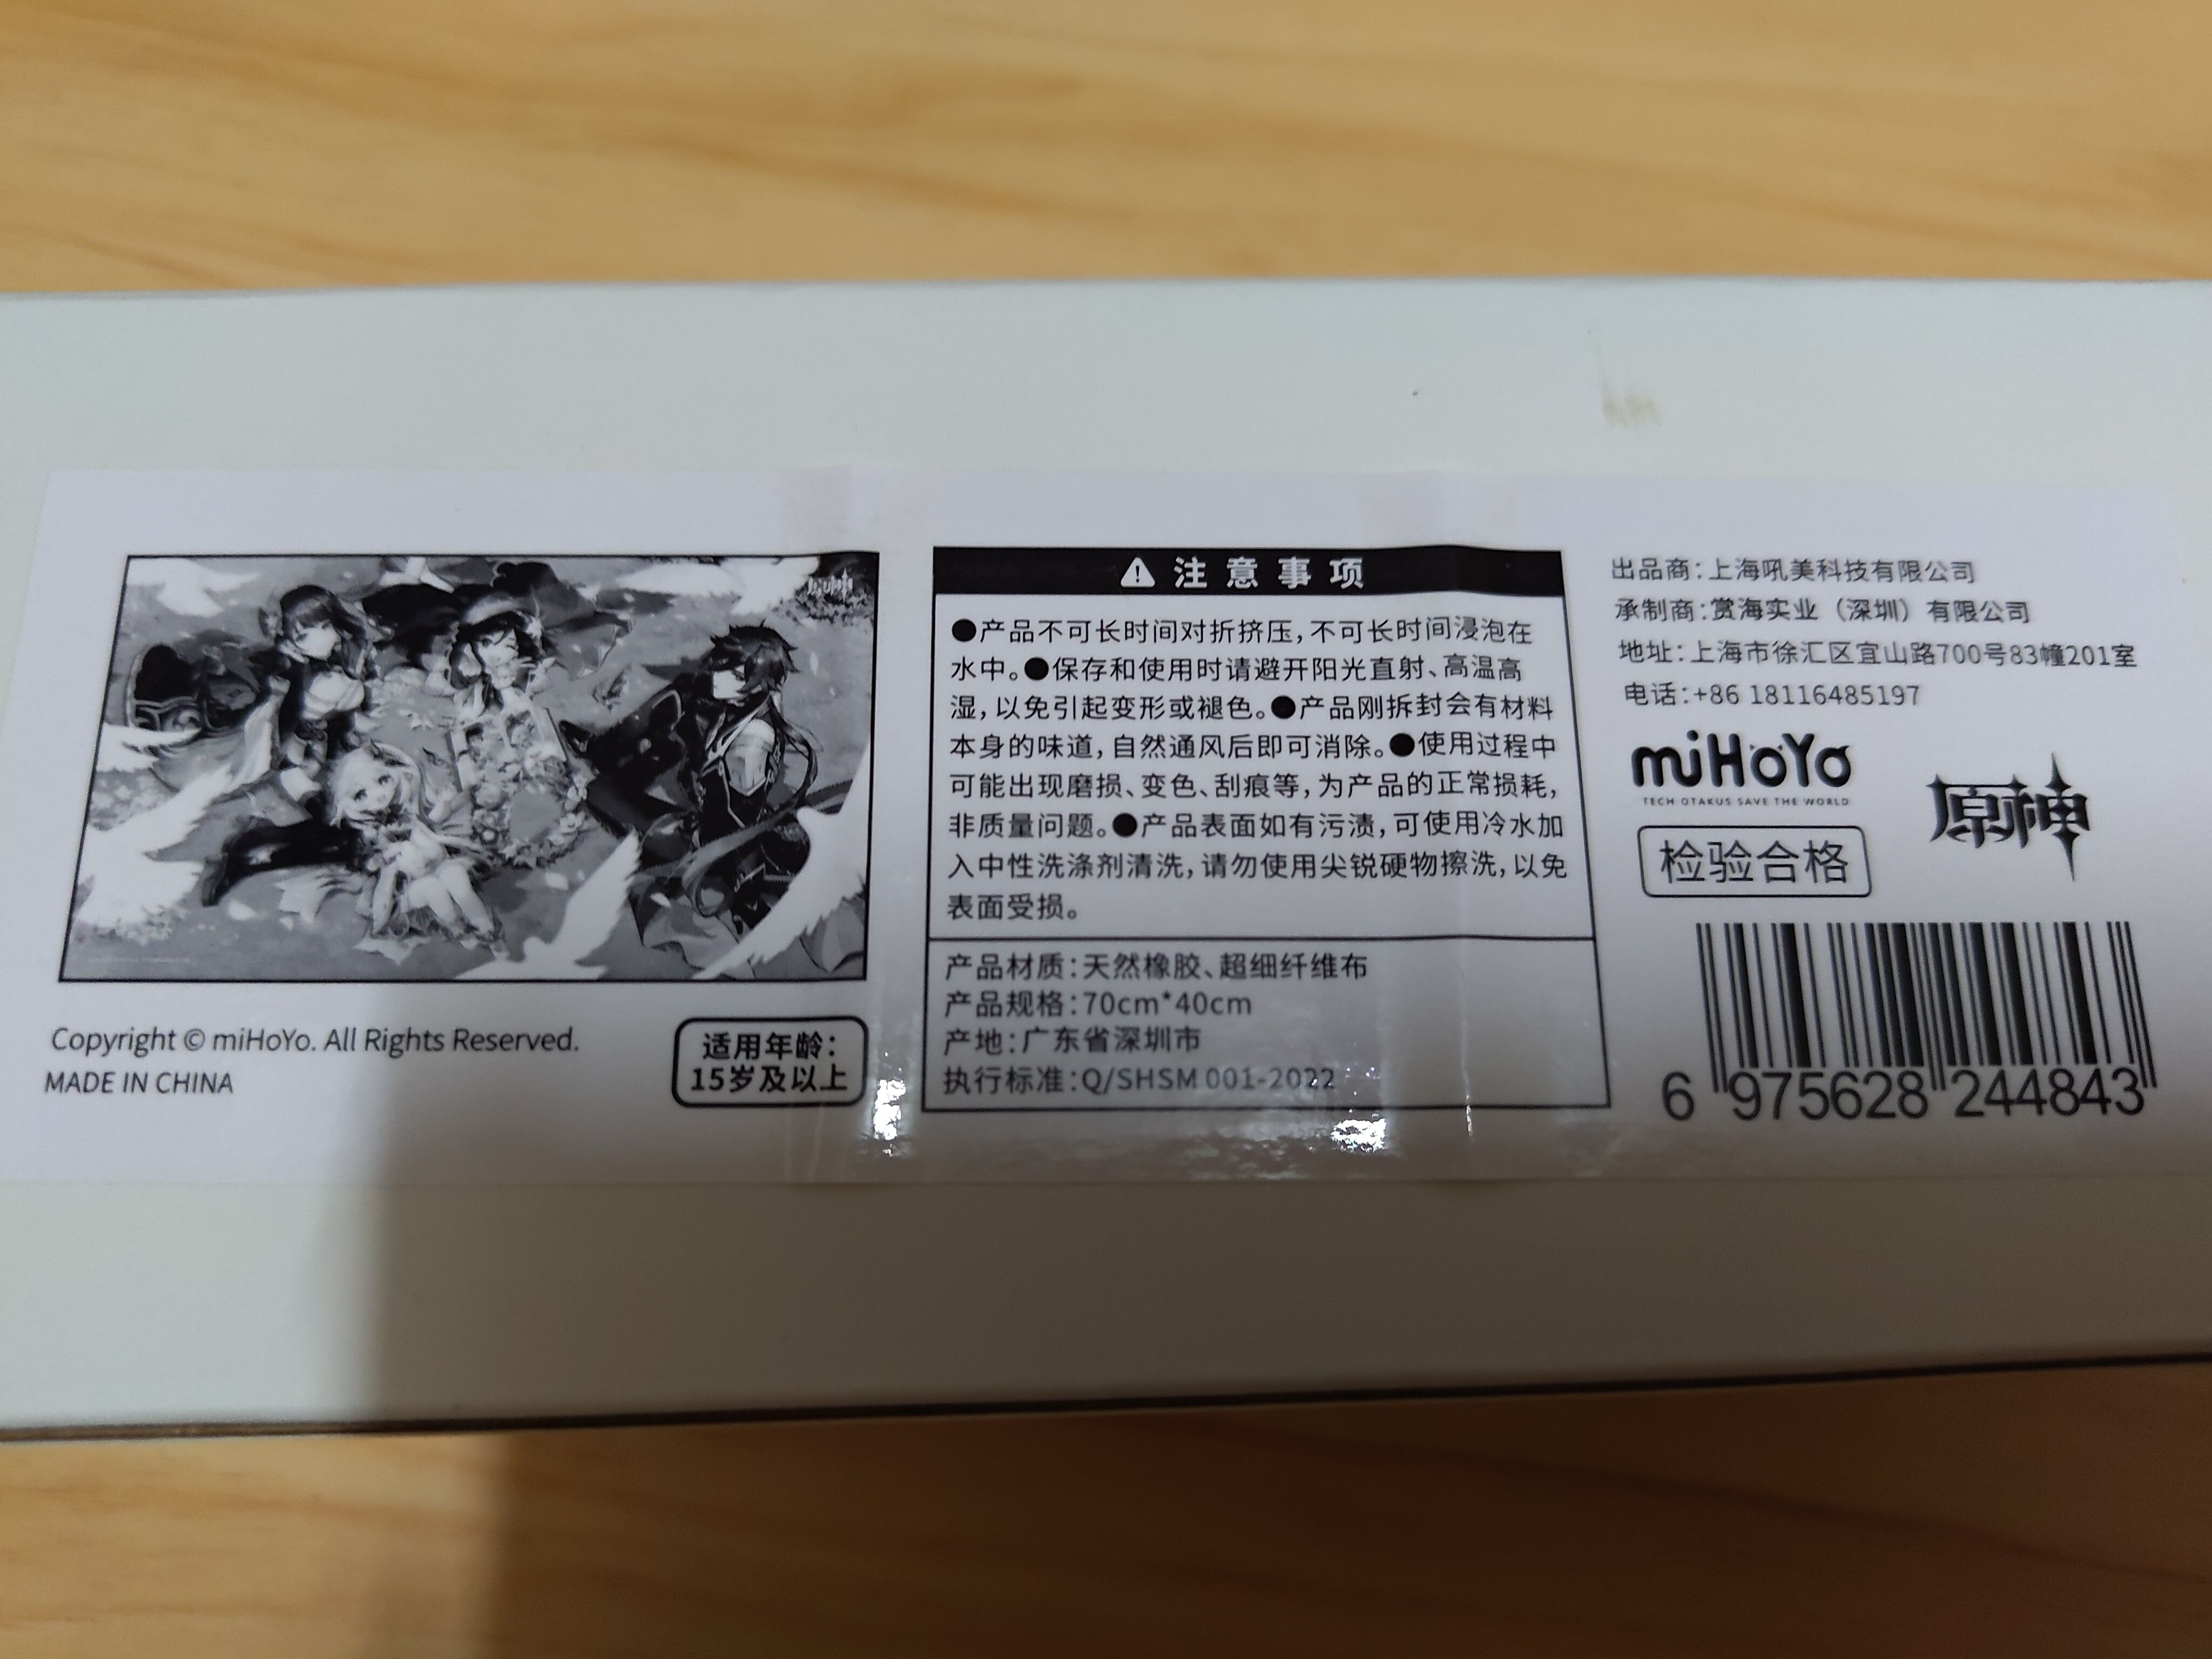 原神
Copyright © miHoYo. All Rights Reserved.
MADE IN CHINA
适用年龄：
15岁及以上
注意事项
●产品不可长时间对折挤压，不可长时间浸泡在
水中。●保存和使用时请避开阳光直射、高温高
湿，以免引起变形或褪色。●产品刚拆封会有材料
本身的味道，自然通风后即可消除。●使用过程中
可能出现磨损、变色、刮痕等，为产品的正常损耗，
非质量问题。●产品表面如有污渍，可使用冷水加
入中性洗涤剂清洗，请勿使用尖锐硬物擦洗，以免
表面受损。
产品材质：天然橡胶、超细纤维布
产品规格：70cm*40cm
产地：广东省深圳市
执行标准：Q/SHSM 001-2022
出品商：上海吼美科技有限公司
承制商：赏海实业（深圳）有限公司
地址：上海市徐汇区宜山路700号83幢201室
电话：+86 18116485197
miHoYo
TECH OTAKUS SAVE THE WORLD
原神
检验合格
6 975628 244843